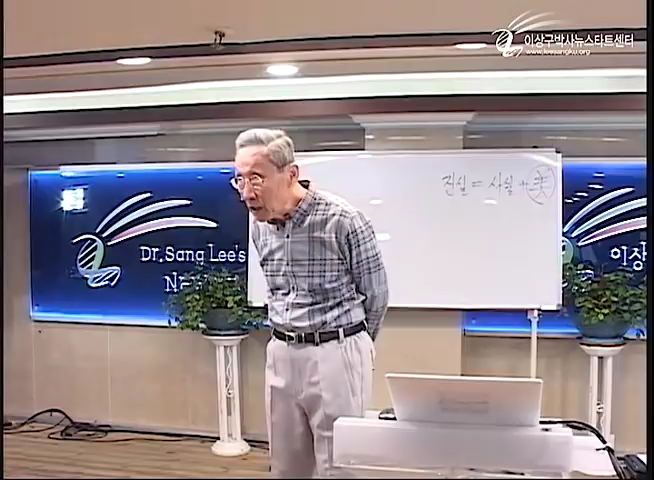 이상구박사뉴스타트센터
www.leesangku.org
진실 = 사실 +
Dr.Sang Lee's
N
이상